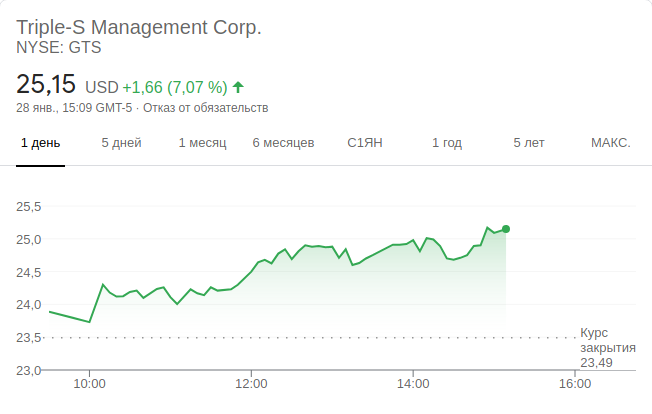 Triple-S Management Corp.
NYSE: GTS
25,15 USD +1,66 (7,07 %)
28 янв., 15:09 GMT-5 · Отказ от обязательств
1 день 5 дней 1 месяц 6 месяцев С1ЯН 1 год 5 лет МАКС.
25,5
25,0
24,5
24,0
23,5
23,0
Курс
закрытия
23,49
10:00 12:00 14:00 16:00